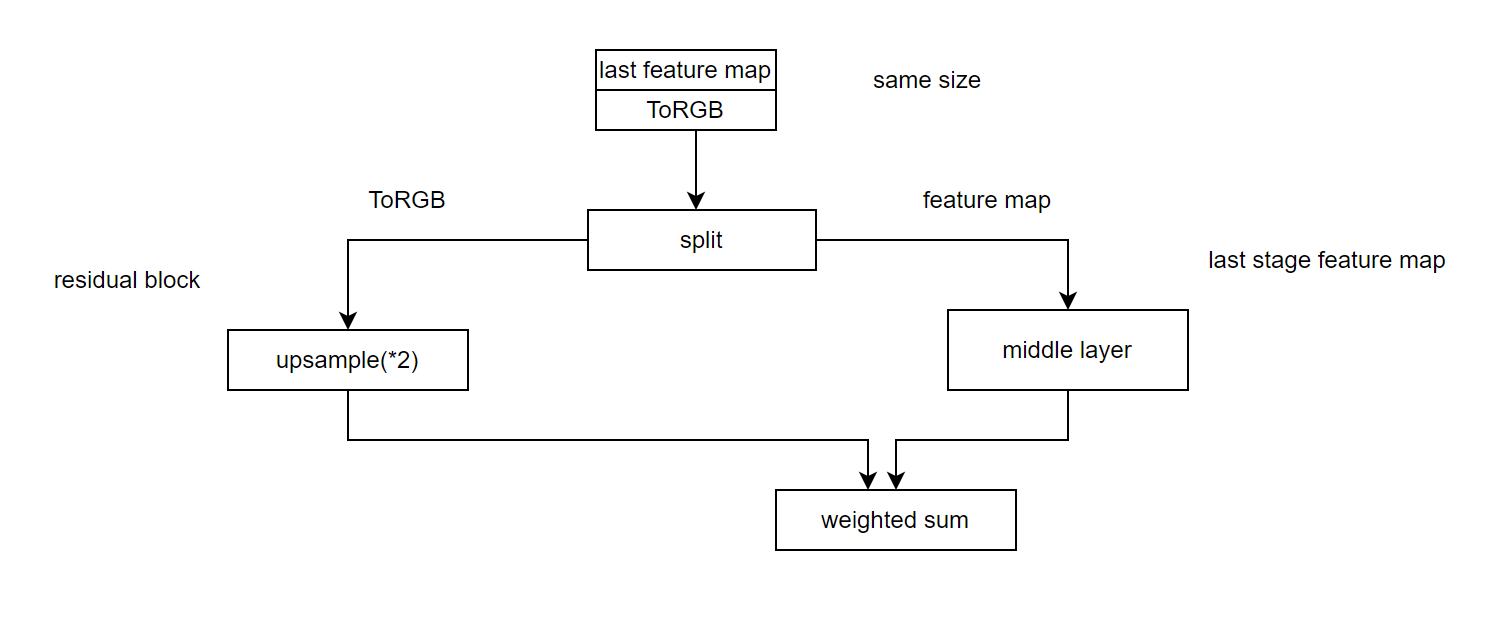 last feature map
same size
ToRGB
ToRGB
feature map
split
last stage feature map
residual block
upsample(*2)
middle layer
weighted sum